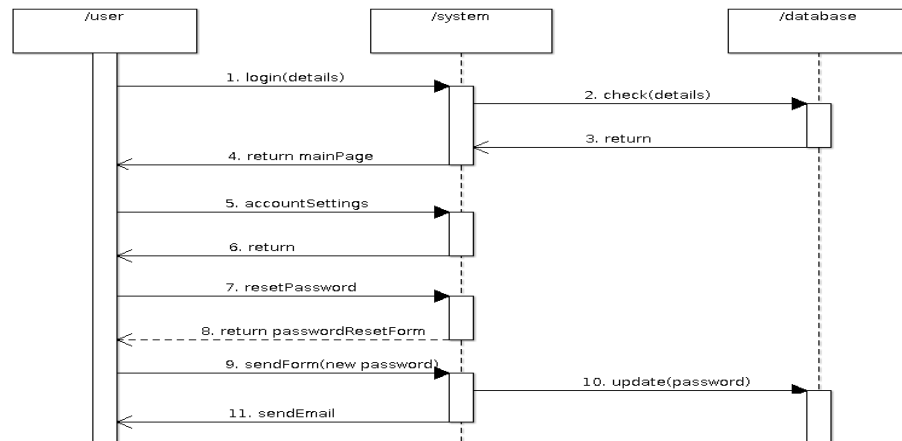 /user
/system
/database
1. login(details)
2. check(details)
3. return
4. return mainPage
5. accountSettings
6. return
7. resetPassword
8. return passwordResetForm
9. sendForm(new password)
10. update(password)
11. sendEmail